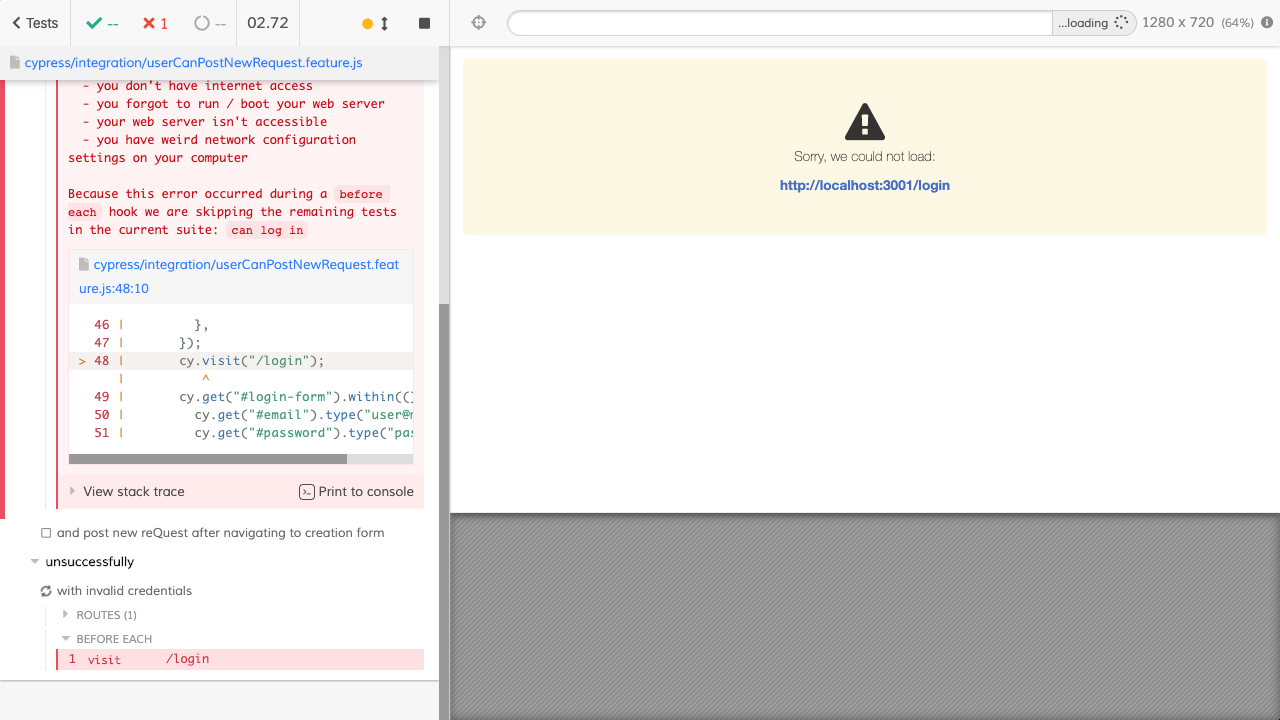 Tests -- 1 -- 02.72 ...loading 1280 x 720 (64%)
cypress/integration/userCanPostNewRequest.feature.js
- you don't have internet access
- you forgot to run / boot your web server
- your web server isn't accessible
- you have weird network configuration
settings on your computer
Because this error occurred during a before
each hook we are skipping the remaining tests
in the current suite: can log in
cypress/integration/userCanPostNewRequest.feat
ure.js:48:10
46 | },
47 | });
> 48 | cy.visit("/login");
| ^
49 | cy.get("#login-form").within(()
50 | cy.get("#email").type("user@
51 | cy.get("#password").type("pas
View stack trace Print to console
and post new reQuest after navigating to creation form
unsuccessfully
with invalid credentials
ROUTES (1)
BEFORE EACH
1 visit /login
Sorry, we could not load:
http://localhost:3001/login